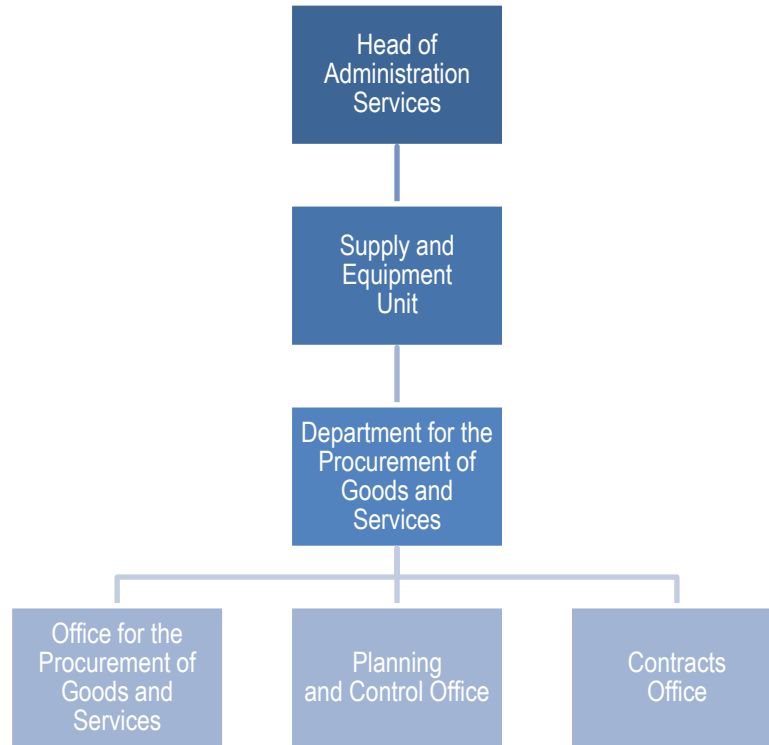 Head of
Administration
Services
Supply and
Equipment
Unit
Department for the
Procurement of
Goods and
Services
Office for the
Procurement of
Goods and
Services
Planning
and Control Office
Contracts
Office